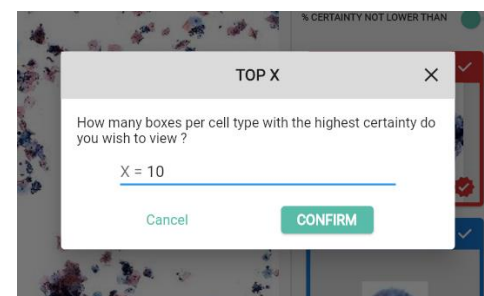 % CERTAINTY NOT LOWER THAN
TOP X
How many boxes per cell type with the highest certainty do
you wish to view ?
X = 10
Cancel
CONFIRM